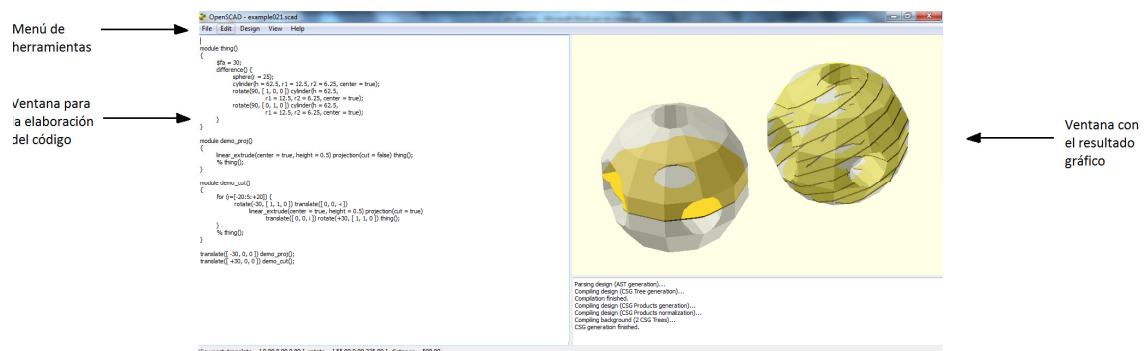 Menú de
herramientas
Ventana para
la elaboración
del código
OpenSCAD - example021.scad
File Edit Design View Help
module thing()
{
$fa = 30;
difference() {
sphere(r = 25);
cylinder(h = 62.5, r1 = 12.5, r2 = 6.25, center = true);
rotate(90, [ 1, 0, 0 ]) cylinder(h = 62.5,
r1 = 12.5, r2 = 6.25, center = true);
rotate(90, [ 0, 1, 0 ]) cylinder(h = 62.5,
r1 = 12.5, r2 = 6.25, center = true);
}
}
module demo_proj()
{
linear_extrude(center = true, height = 0.5) projection(cut = false) thing();
% thing();
}
module demo_cut()
{
for (i=[-20:5:+20]) {
rotate(-30, [ 1, 1, 0 ]) translate([ 0, 0, -i ])
linear_extrude(center = true, height = 0.5) projection(cut = true)
translate([ 0, 0, i ]) rotate(+30, [ 1, 1, 0 ]) thing();
}
% thing();
}
translate([ -30, 0, 0 ]) demo_proj();
translate([ +30, 0, 0 ]) demo_cut();
Parsing design (AST generation)...
Compiling design (CSG Tree generation)...
Compilation finished.
Compiling design (CSG Products generation)...
Compiling design (CSG Products normalization)...
Compiling background (2 CSG Trees)...
CSG generation finished.
Ventana con
el resultado
gráfico